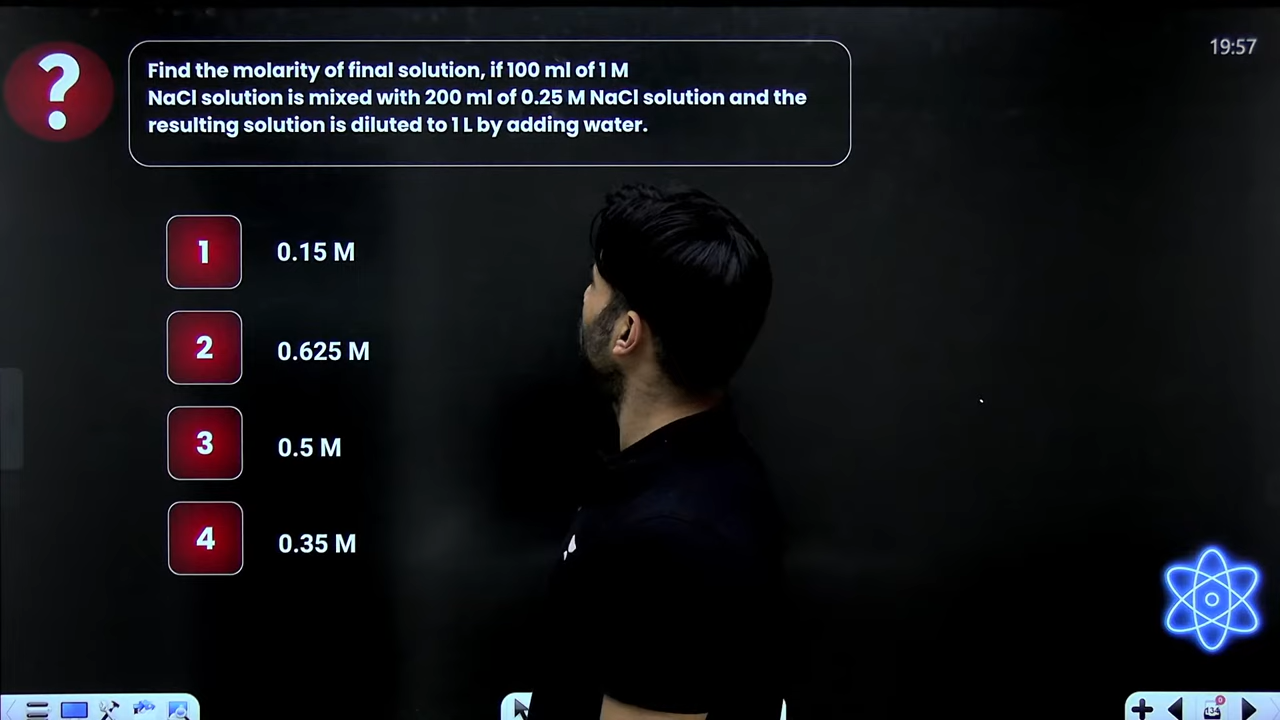 ?
19:57
Find the molarity of final solution, if 100 ml of 1 M
NaCl solution is mixed with 200 ml of 0.25 M NaCl solution and the
resulting solution is diluted to 1 L by adding water.
1 0.15 M
2 0.625 M
3 0.5 M
4 0.35 M